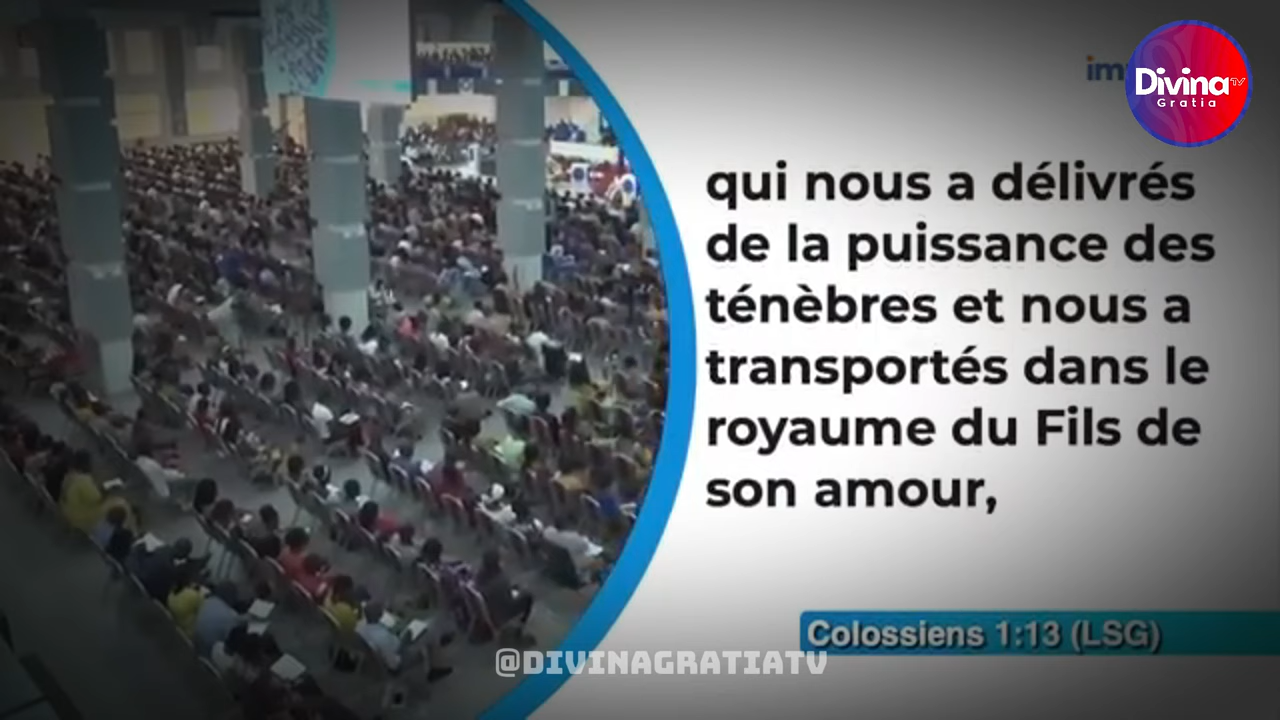 Divina TV
Gratia
qui nous a délivrés
de la puissance des
ténèbres et nous a
transportés dans le
royaume du Fils de
son amour,
Colossiens 1:13 (LSG)
@DIVINAGRATIATV